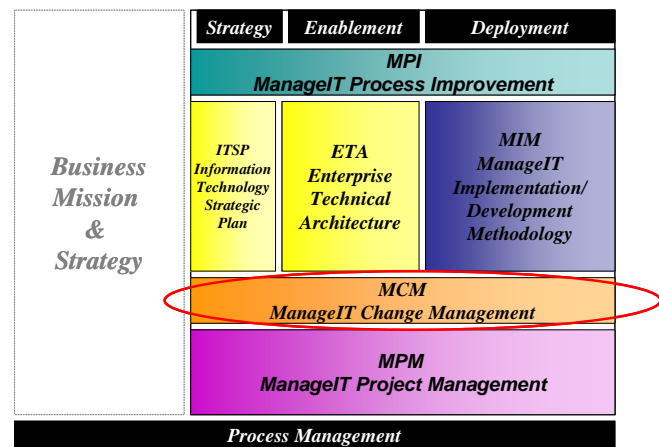 Strategy
Enablement
Deployment
MPI
ManageIT Process Improvement
Business
Mission
&
Strategy
ITSP
Information
Technology
Strategic
Plan
ETA
Enterprise
Technical
Architecture
MIM
ManageIT
Implementation/
Development
Methodology
MCM
ManageIT Change Management
MPM
ManageIT Project Management
Process Management